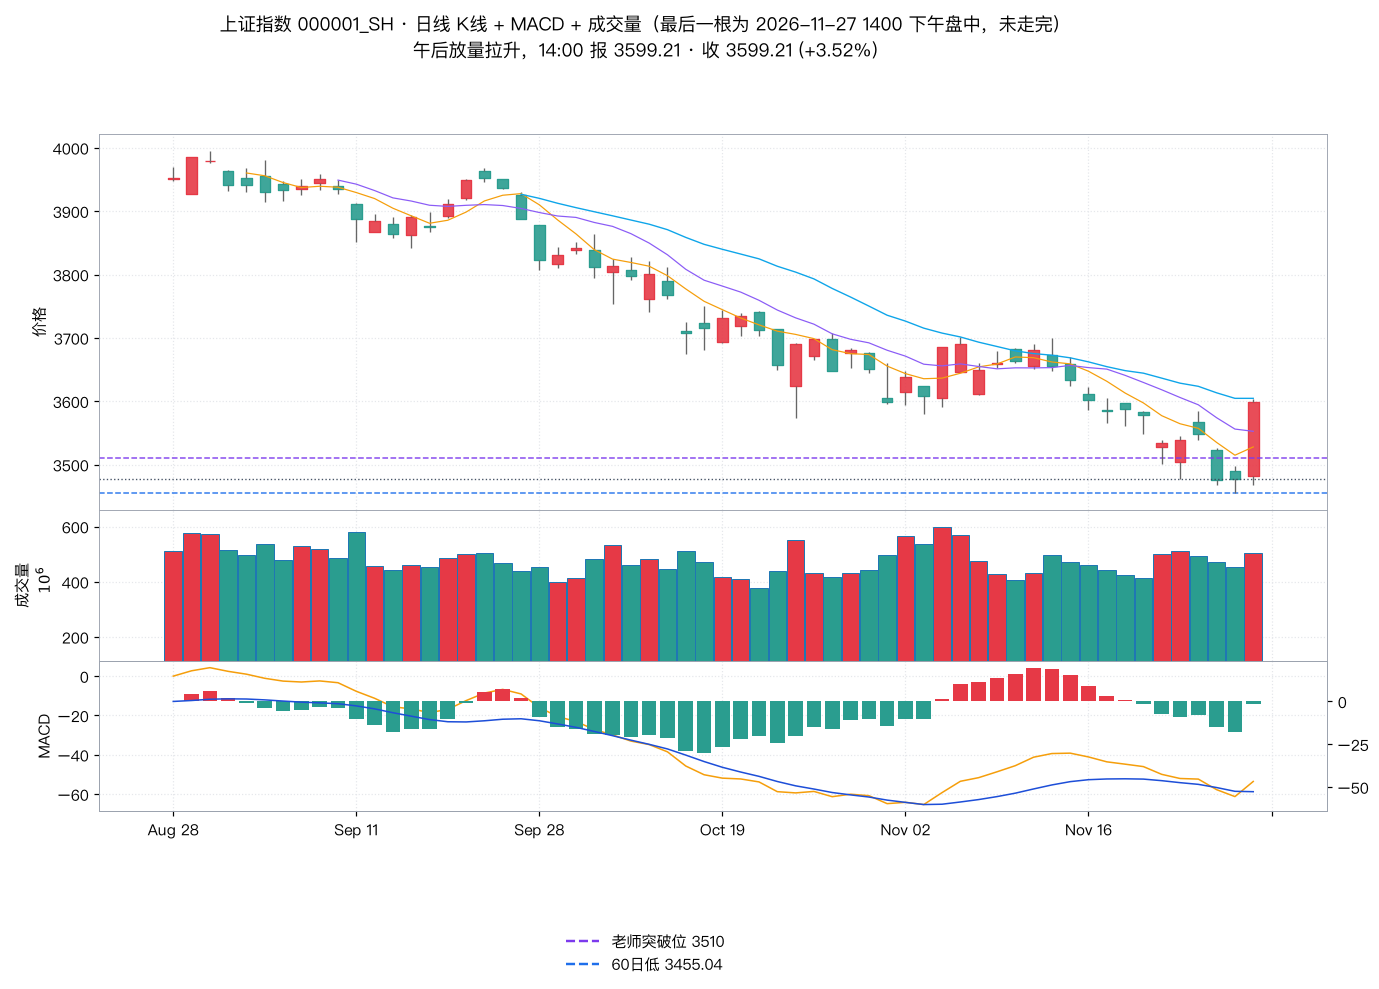 上证指数 000001_SH · 日线 K线 + MACD + 成交量（最后一根为 2026-11-27 1400 下午盘中，未走完）
午后放量拉升，14:00 报 3599.21 · 收 3599.21 (+3.52%)
4000
3900
3800
3700
3600
3500
价格
600
400
200
成交量
10⁶
0
−20
−40
−60
MACD
0
−25
−50
Aug 28
Sep 11
Sep 28
Oct 19
Nov 02
Nov 16
老师突破位 3510
60日低 3455.04